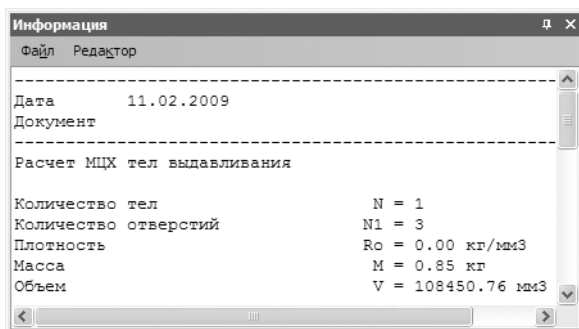 Информация
Файл Редактор
Дата 11.02.2009
Документ
Расчет МЦХ тел выдавливания
Количество тел N = 1
Количество отверстий N1 = 3
Плотность Ro = 0.00 кг/мм3
Масса M = 0.85 кг
Объем V = 108450.76 мм3